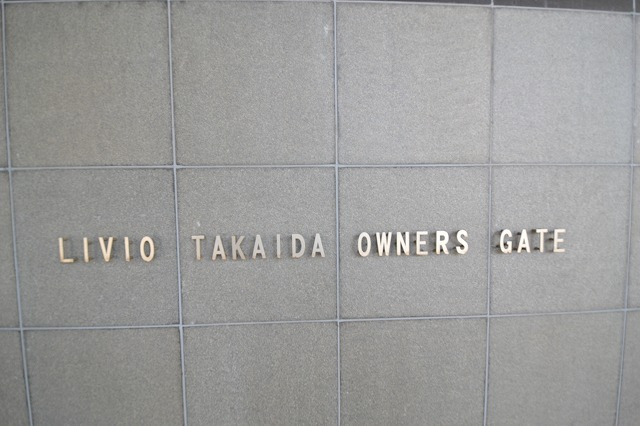 LIVIO TAKAIDA OWNERS GATE